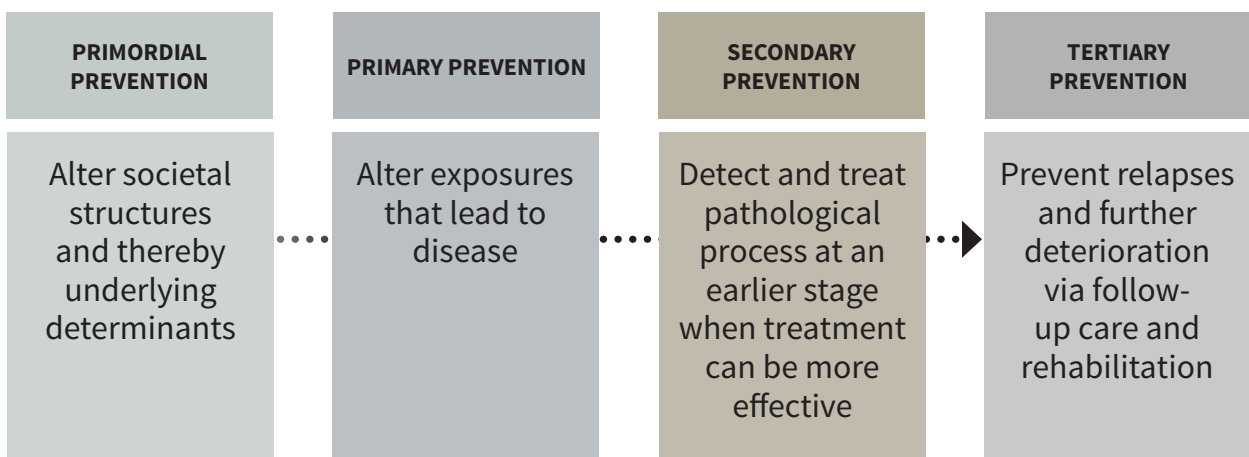 PRIMORDIAL
PREVENTION
Alter societal
structures
and thereby
underlying
determinants
PRIMARY PREVENTION
Alter exposures
that lead to
disease
SECONDARY
PREVENTION
Detect and treat
pathological
process at an
earlier stage
when treatment
can be more
effective
TERTIARY
PREVENTION
Prevent relapses
and further
deterioration
via follow-
up care and
rehabilitation